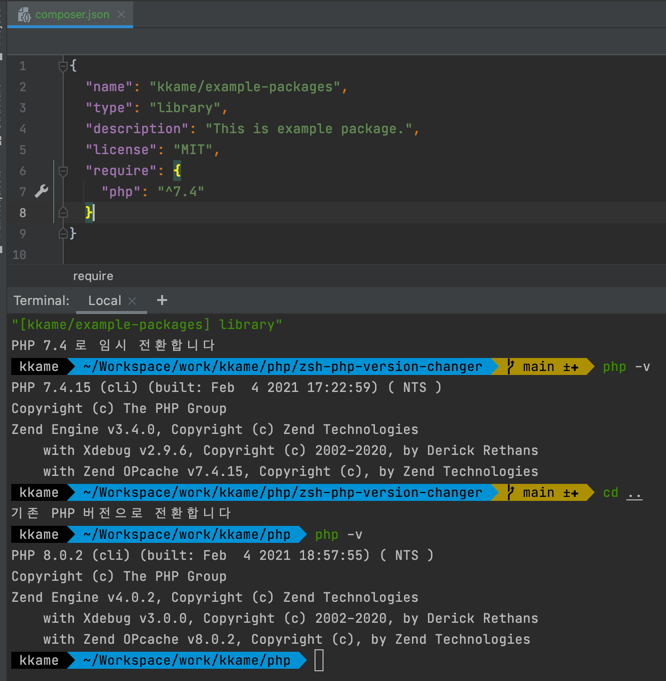 composer.json
1 {
2 "name": "kkame/example-packages",
3 "type": "library",
4 "description": "This is example package.",
5 "license": "MIT",
6 "require": {
7 "php": "^7.4"
8 }
9 }
10
require
Terminal: Local × +
"[kkame/example-packages] library"
PHP 7.4 로 임시 전환합니다
kkame ~/Workspace/work/kkame/php/zsh-php-version-changer main ±+ php -v
PHP 7.4.15 (cli) (built: Feb  4 2021 17:22:59) ( NTS )
Copyright (c) The PHP Group
Zend Engine v3.4.0, Copyright (c) Zend Technologies
    with Xdebug v2.9.6, Copyright (c) 2002-2020, by Derick Rethans
    with Zend OPcache v7.4.15, Copyright (c), by Zend Technologies
kkame ~/Workspace/work/kkame/php/zsh-php-version-changer main ±+ cd ..
기존 PHP 버전으로 전환합니다
kkame ~/Workspace/work/kkame/php php -v
PHP 8.0.2 (cli) (built: Feb  4 2021 18:57:55) ( NTS )
Copyright (c) The PHP Group
Zend Engine v4.0.2, Copyright (c) Zend Technologies
    with Xdebug v3.0.0, Copyright (c) 2002-2020, by Derick Rethans
    with Zend OPcache v8.0.2, Copyright (c), by Zend Technologies
kkame ~/Workspace/work/kkame/php